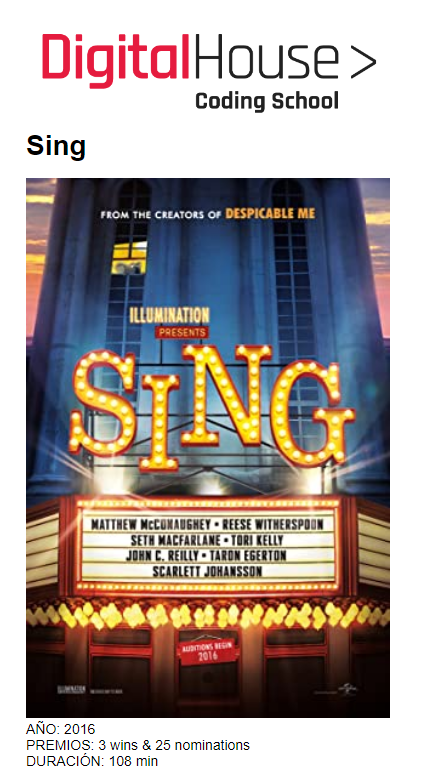 DigitalHouse>
Coding School
Sing
FROM THE CREATORS OF DESPICABLE ME
ILLUMINATION
PRESENTS
SING
MATTHEW McCONAUGHEY • REESE WITHERSPOON
SETH MACFARLANE • TORI KELLY
JOHN C. REILLY • TARON EGERTON
SCARLETT JOHANSSON
AUDITIONS BEGIN
2016
ILLUMINATION
AÑO: 2016
PREMIOS: 3 wins & 25 nominations
DURACIÓN: 108 min